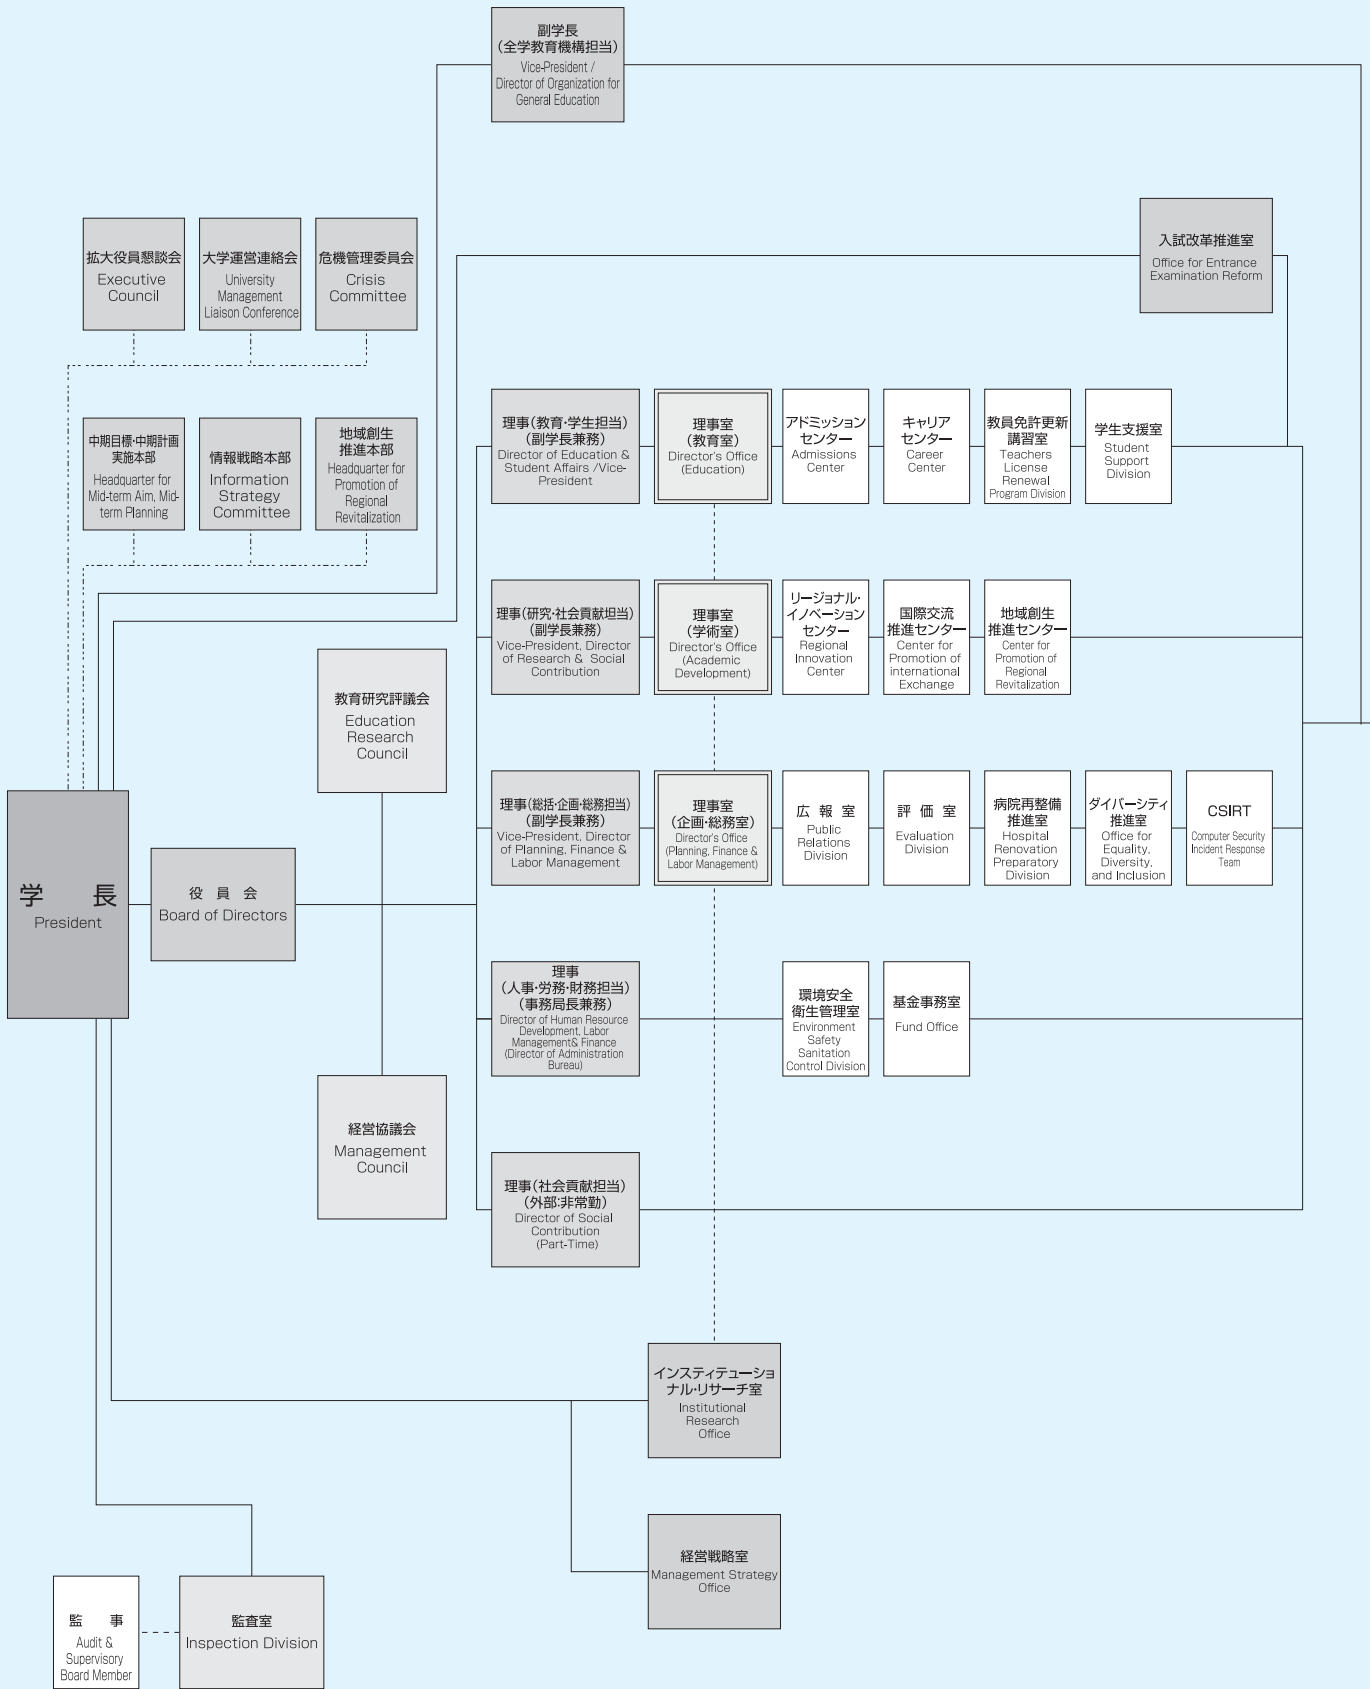 副学長
（全学教育機構担当）
Vice-President /
Director of Organization for
General Education
入試改革推進室
Office for Entrance
Examination Reform
拡大役員懇談会
Executive
Council
大学運営連絡会
University
Management
Liaison Conference
危機管理委員会
Crisis
Committee
中期目標・中期計画
実施本部
Headquarter for
Mid-term Aim, Mid-
term Planning
情報戦略本部
Information
Strategy
Committee
地域創生
推進本部
Headquarter for
Promotion of
Regional
Revitalization
理事（教育・学生担当）
（副学長兼務）
Director of Education &
Student Affairs /Vice-
President
理事室
（教育室）
Director's Office
(Education)
アドミッション
センター
Admissions
Center
キャリア
センター
Career
Center
教員免許更新
講習室
Teachers
License
Renewal
Program Division
学生支援室
Student
Support
Division
理事（研究・社会貢献担当）
（副学長兼務）
Vice-President, Director
of Research & Social
Contribution
理事室
（学術室）
Director's Office
(Academic
Development)
リージョナル・
イノベーション
センター
Regional
Innovation
Center
国際交流
推進センター
Center for
Promotion of
international
Exchange
地域創生
推進センター
Center for
Promotion of
Regional
Revitalization
教育研究評議会
Education
Research
Council
理事（総括・企画・総務担当）
（副学長兼務）
Vice-President, Director
of Planning, Finance &
Labor Management
理事室
（企画・総務室）
Director's Office
(Planning, Finance &
Labor Management)
広 報 室
Public
Relations
Division
評 価 室
Evaluation
Division
病院再整備
推進室
Hospital
Renovation
Preparatory
Division
ダイバーシティ
推進室
Office for
Equality,
Diversity,
and Inclusion
CSIRT
Computer Security
Incident Response
Team
学 長
President
役 員 会
Board of Directors
理事
（人事・労務・財務担当）
（事務局長兼務）
Director of Human Resource
Development, Labor
Management& Finance
(Director of Administration
Bureau)
環境安全
衛生管理室
Environment
Safety
Sanitation
Control Division
基金事務室
Fund Office
経営協議会
Management
Council
理事（社会貢献担当）
（外部:非常勤）
Director of Social
Contribution
(Part-Time)
インスティテューショ
ナル・リサーチ室
Institutional
Research
Office
経営戦略室
Management Strategy
Office
監 事
Audit &
Supervisory
Board Member
監査室
Inspection Division